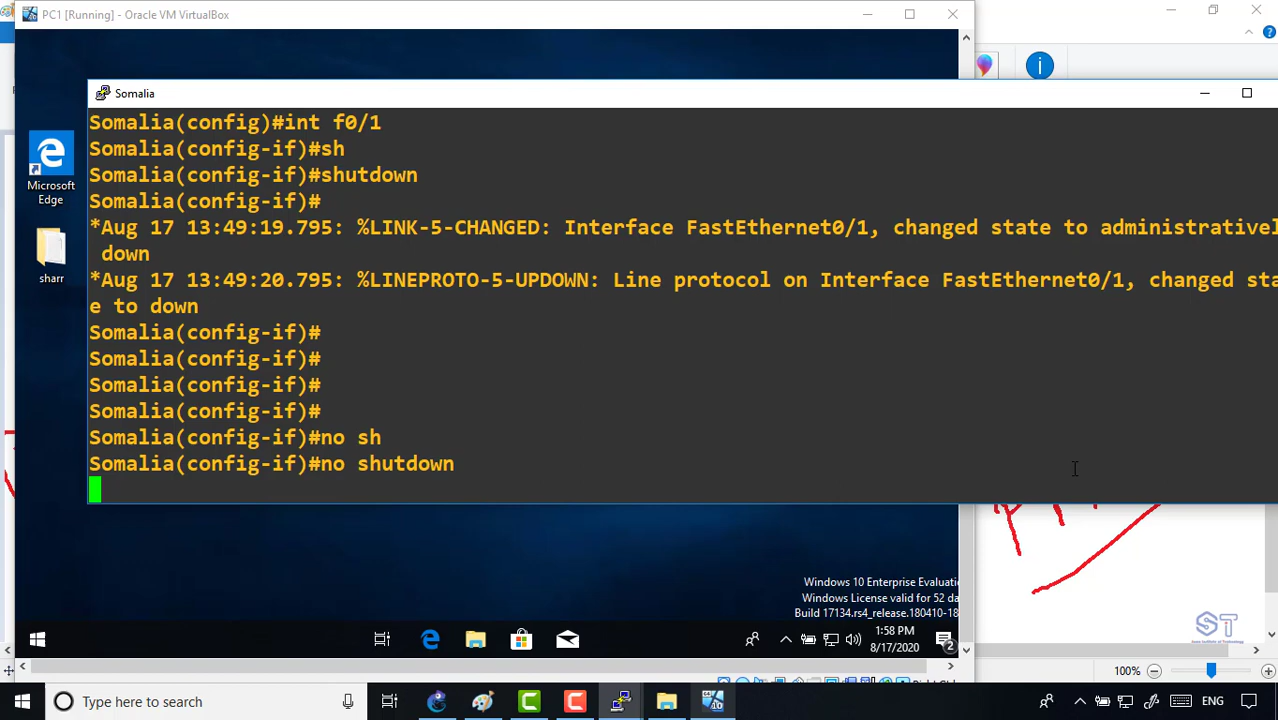 PC1 [Running] - Oracle VM VirtualBox
Somalia
Somalia(config)#int f0/1
Somalia(config-if)#sh
Somalia(config-if)#shutdown
Somalia(config-if)#
*Aug 17 13:49:19.795: %LINK-5-CHANGED: Interface FastEthernet0/1, changed state to administrativel
down
*Aug 17 13:49:20.795: %LINEPROTO-5-UPDOWN: Line protocol on Interface FastEthernet0/1, changed sta
e to down
Somalia(config-if)#
Somalia(config-if)#
Somalia(config-if)#
Somalia(config-if)#
Somalia(config-if)#no sh
Somalia(config-if)#no shutdown
Microsoft
Edge
sharr
Windows 10 Enterprise Evaluati
Windows License valid for 52 da
Build 17134.rs4_release.180410-18
1:58 PM
8/17/2020
2
100%
Type here to search
ENG